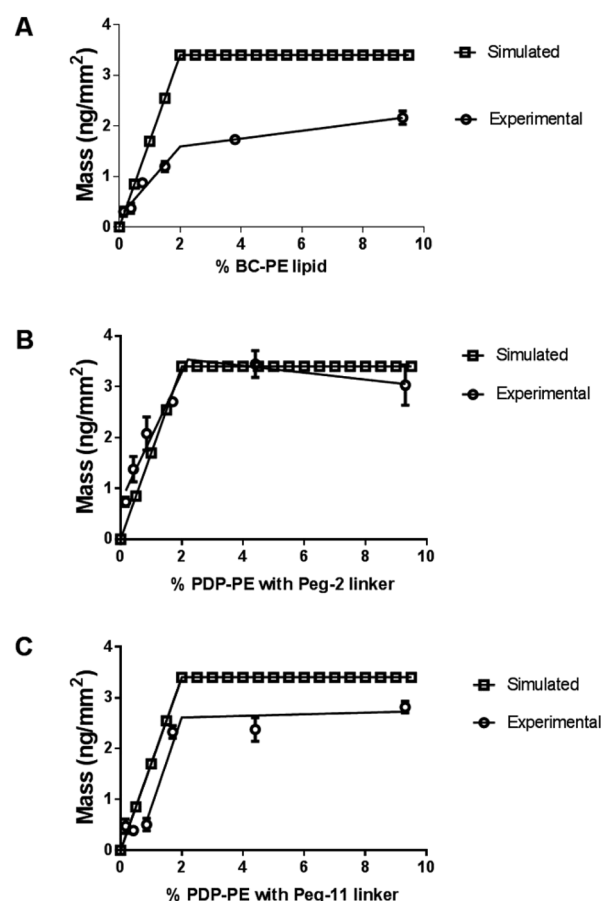 A
Mass (ng/mm²)
4
3
2
1
0
0 2 4 6 8 10
% BC-PE lipid
Simulated
Experimental
B
Mass (ng/mm²)
4
3
2
1
0
0 2 4 6 8 10
% PDP-PE with Peg-2 linker
Simulated
Experimental
C
Mass (ng/mm²)
4
3
2
1
0
0 2 4 6 8 10
% PDP-PE with Peg-11 linker
Simulated
Experimental